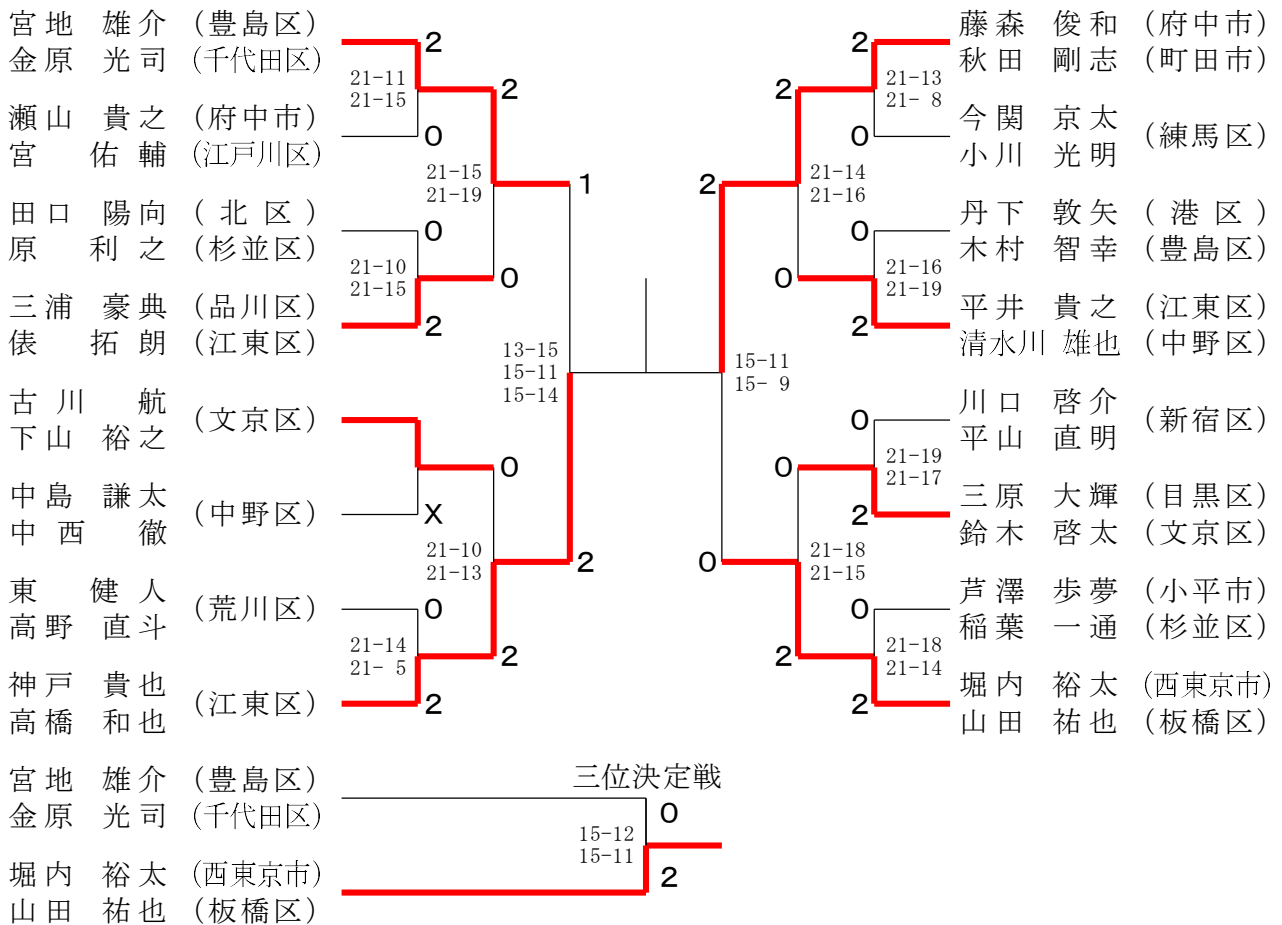 宮地 雄介 (豊島区)
金原 光司 (千代田区)
2
21-11
21-15
瀬山 貴之 (府中市)
宮 佑輔 (江戸川区)
0
2
21-15
21-19
田口 陽向 (北区)
原 利之 (杉並区)
0
21-10
21-15
三浦 豪典 (品川区)
俵 拓朗 (江東区)
2
0
1
13-15
15-11
15-14
古川 航
下山 裕之
(文京区)
中島 謙太
中西 徹
(中野区)
X
0
21-10
21-13
東 健人
高野 直斗
(荒川区)
0
21-14
21- 5
神戸 貴也
高橋 和也
(江東区)
2
2
2
藤森 俊和 (府中市)
秋田 剛志 (町田市)
2
21-13
21- 8
今関 京太
小川 光明
(練馬区)
0
2
21-14
21-16
丹下 敦矢 (港区)
木村 智幸 (豊島区)
0
21-16
21-19
平井 貴之 (江東区)
清水川 雄也 (中野区)
2
0
2
15-11
15- 9
川口 啓介
平山 直明
(新宿区)
0
21-19
21-17
三原 大輝 (目黒区)
鈴木 啓太 (文京区)
2
0
21-18
21-15
芦澤 歩夢 (小平市)
稲葉 一通 (杉並区)
0
21-18
21-14
堀内 裕太 (西東京市)
山田 祐也 (板橋区)
2
2
0
三位決定戦
宮地 雄介 (豊島区)
金原 光司 (千代田区)
0
15-12
15-11
堀内 裕太 (西東京市)
山田 祐也 (板橋区)
2